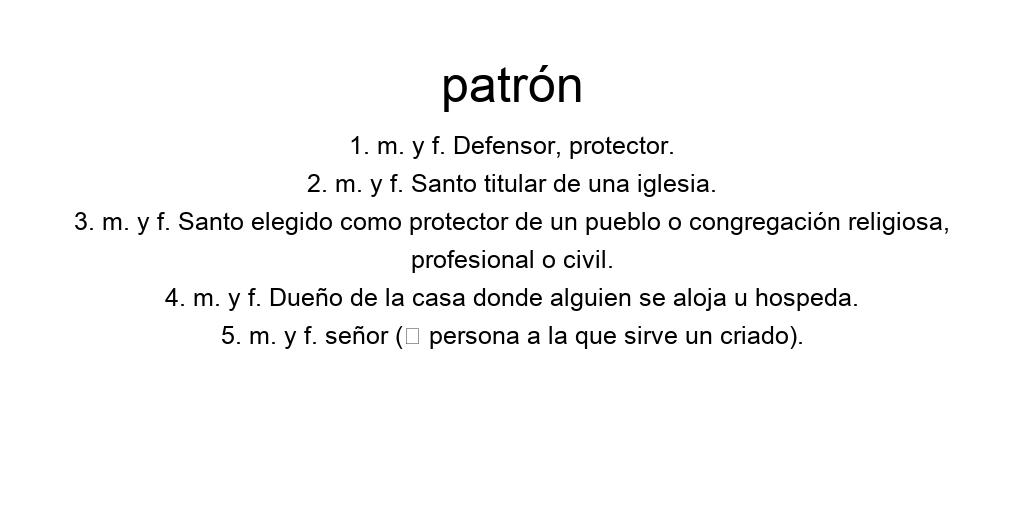 patrón
1. m. y f. Defensor, protector.
2. m. y f. Santo titular de una iglesia.
3. m. y f. Santo elegido como protector de un pueblo o congregación religiosa,
profesional o civil.
4. m. y f. Dueño de la casa donde alguien se aloja u hospeda.
5. m. y f. señor (□ persona a la que sirve un criado).